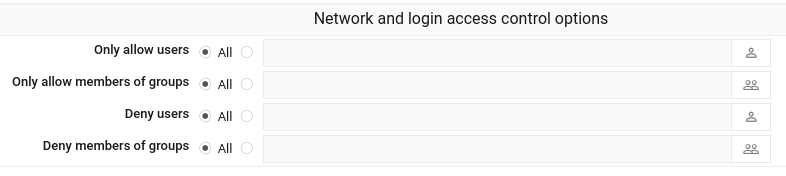 Network and login access control options
Only allow users All
Only allow members of groups All
Deny users All
Deny members of groups All